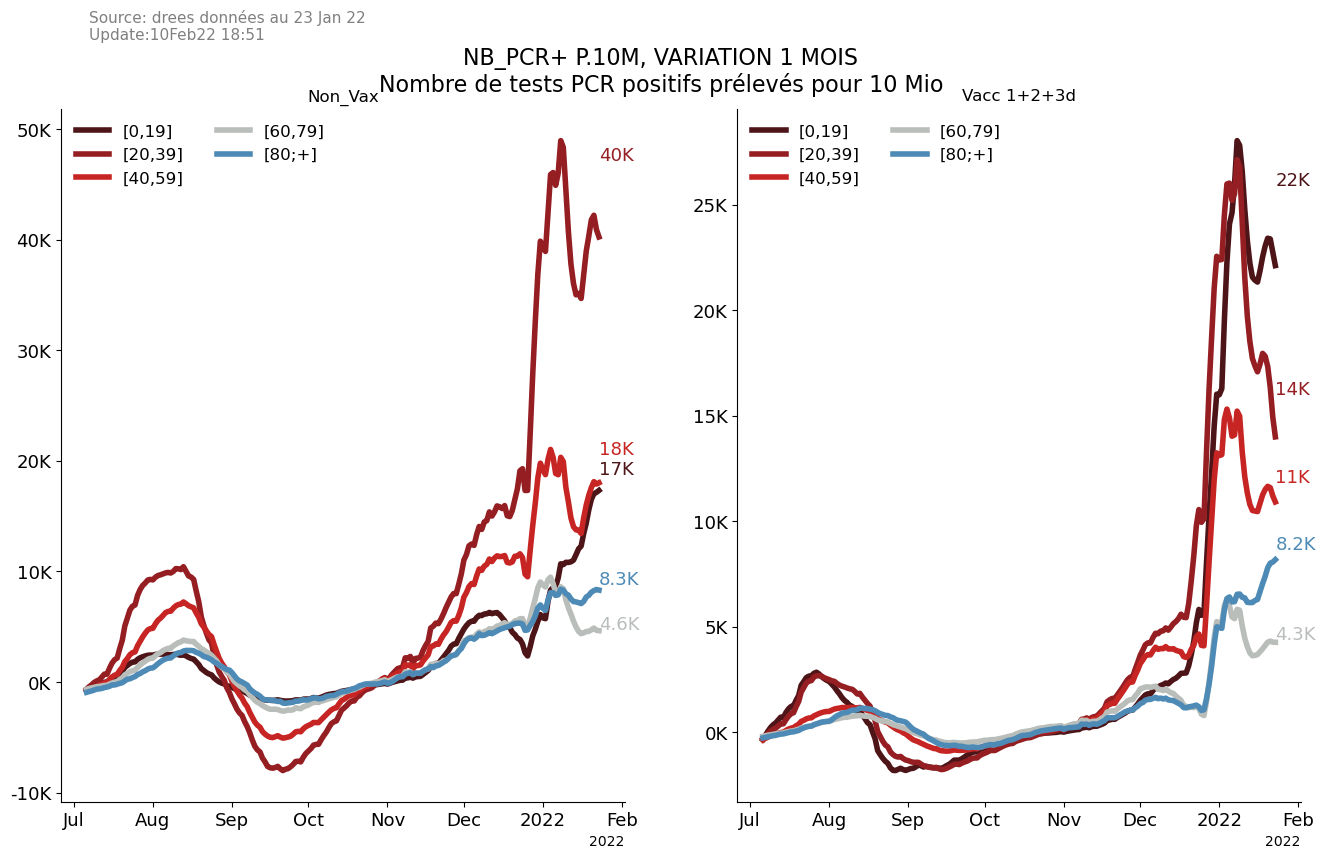 Source: drees données au 23 Jan 22
Update:10Feb22 18:51
NB_PCR+ P.10M, VARIATION 1 MOIS
Nombre de tests PCR positifs prélevés pour 10 Mio
Non_Vax
[0,19]
[20,39]
[40,59]
[60,79]
[80;+]
50K
40K
30K
20K
10K
0K
-10K
40K
18K
17K
8.3K
4.6K
Jul
Aug
Sep
Oct
Nov
Dec
2022
Feb
2022
Vacc 1+2+3d
[0,19]
[20,39]
[40,59]
[60,79]
[80;+]
25K
20K
15K
10K
5K
0K
22K
14K
11K
8.2K
4.3K
Jul
Aug
Sep
Oct
Nov
Dec
2022
Feb
2022